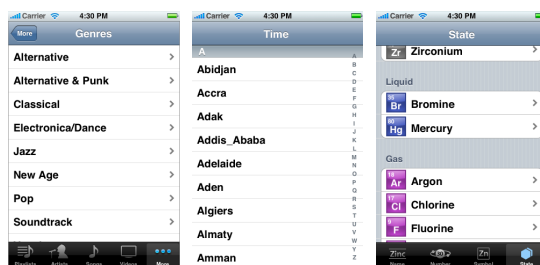 Carrier 4:30 PM
More Genres
Alternative
Alternative & Punk
Classical
Electronica/Dance
Jazz
New Age
Pop
Soundtrack
Playlists Artists Songs Videos More
Carrier 4:30 PM
Time
A
Abidjan
Accra
Adak
Addis_Ababa
Adelaide
Aden
Algiers
Almaty
Amman
A
B
C
D
E
F
G
H
I
J
K
L
M
N
O
P
Q
R
S
T
U
V
W
Y
Z
Carrier 4:30 PM
State
Zr Zirconium
Liquid
35
Br Bromine
80
Hg Mercury
Gas
18
Ar Argon
17
Cl Chlorine
9
F Fluorine
Zinc Zn
Name Number Symbol State